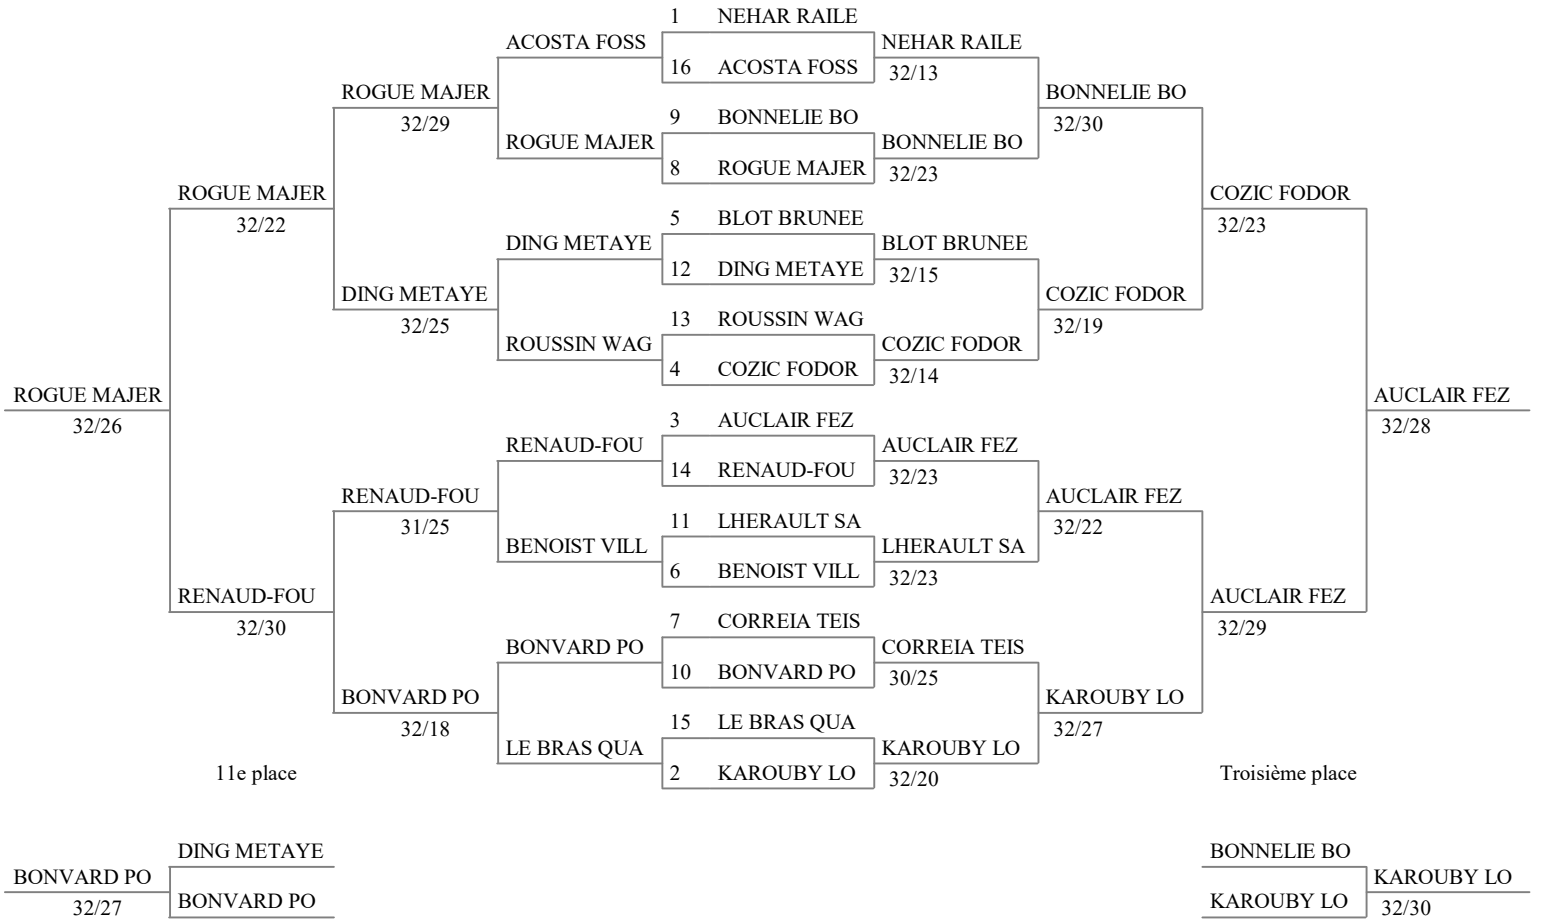 1 NEHAR RAILE
ACOSTA FOSS NEHAR RAILE
16 ACOSTA FOSS 32/13
ROGUE MAJER BONNELIE BO
32/29 9 BONNELIE BO 32/30
ROGUE MAJER BONNELIE BO
8 ROGUE MAJER 32/23
ROGUE MAJER COZIC FODOR
32/22 5 BLOT BRUNEE 32/23
DING METAYE BLOT BRUNEE
12 DING METAYE 32/15
DING METAYE COZIC FODOR
32/25 13 ROUSSIN WAG 32/19
ROUSSIN WAG COZIC FODOR
4 COZIC FODOR 32/14
ROGUE MAJER AUCLAIR FEZ
32/26 3 AUCLAIR FEZ 32/28
RENAUD-FOU AUCLAIR FEZ
14 RENAUD-FOU 32/23
RENAUD-FOU AUCLAIR FEZ
31/25 11 LHERAULT SA 32/22
BENOIST VILL LHERAULT SA
6 BENOIST VILL 32/23
RENAUD-FOU AUCLAIR FEZ
32/30 7 CORREIA TEIS 32/29
BONVARD PO CORREIA TEIS
10 BONVARD PO 30/25
BONVARD PO KAROUBY LO
32/18 15 LE BRAS QUA 32/27
LE BRAS QUA KAROUBY LO
11e place 2 KAROUBY LO 32/20 Troisième place
DING METAYE BONNELIE BO
BONVARD PO KAROUBY LO
32/27 BONVARD PO KAROUBY LO 32/30